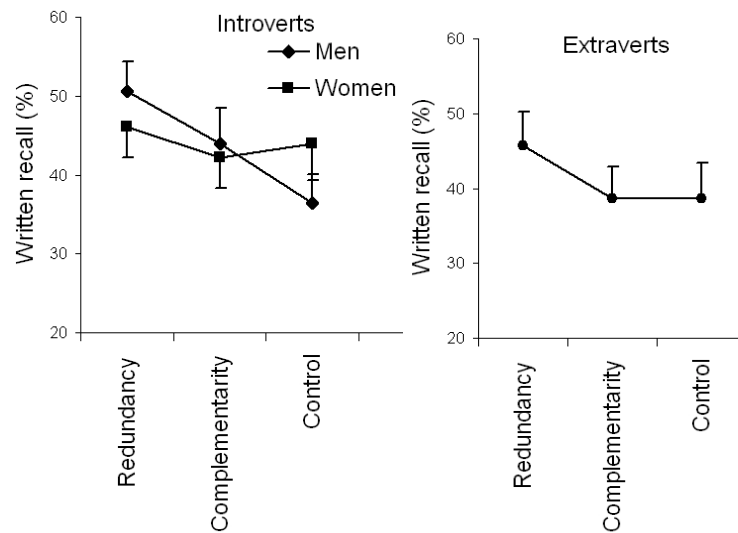 Introverts
Men
Women
Written recall (%)
60
50
40
30
20
Redundancy
Complementarity
Control
Extraverts
Written recall (%)
60
50
40
30
20
Redundancy
Complementarity
Control